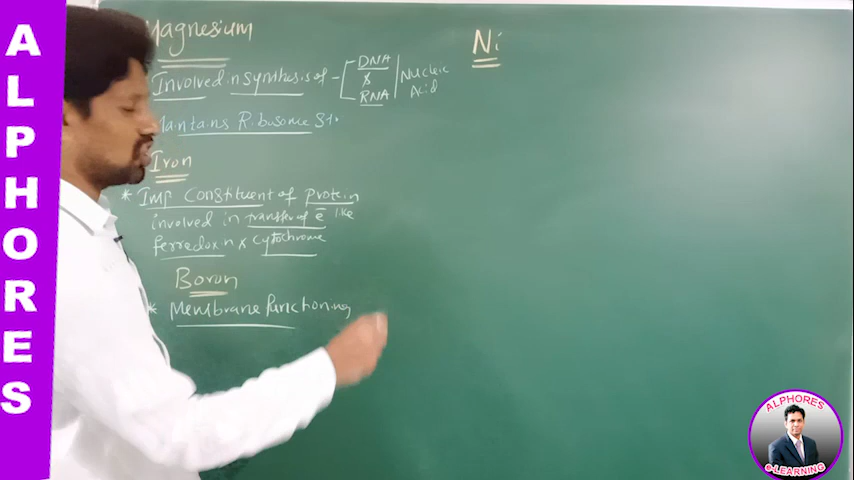 ALPHORES
Magnesium
Involved in synthesis of - DNA & RNA Nucleic Acid
Maintains Ribosome St.
Iron
* Imp Constituent of protein
involved in transfer of e like
ferredoxin & cytochrome
Boron
* Membrane functioning
Ni
ALPHORES
e-LEARNING